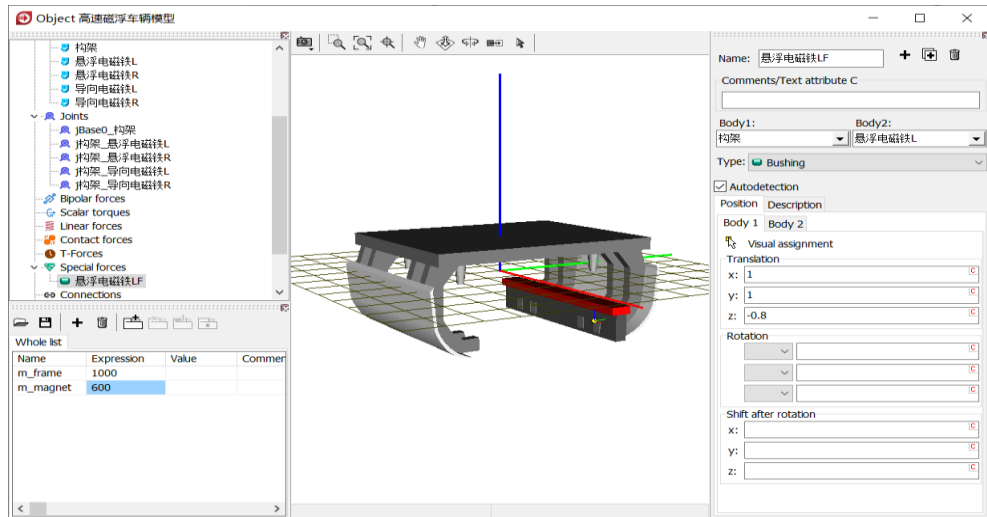 Object 高速磁浮车辆模型
构架
悬浮电磁铁L
悬浮电磁铁R
导向电磁铁L
导向电磁铁R
Joints
jBase0_构架
j构架_悬浮电磁铁L
j构架_悬浮电磁铁R
j构架_导向电磁铁L
j构架_导向电磁铁R
Bipolar forces
Scalar torques
Linear forces
Contact forces
T-Forces
Special forces
悬浮电磁铁LF
Connections
Whole list
Name Expression Value Commer
m_frame 1000
m_magnet 600
Name: 悬浮电磁铁LF
Comments/Text attribute C
Body1: Body2:
构架 悬浮电磁铁L
Type: Bushing
Autodetection
Position Description
Body 1 Body 2
Visual assignment
Translation
x: 1 C
y: 1 C
z: -0.8 C
Rotation
C
C
C
Shift after rotation
x: C
y: C
z: C